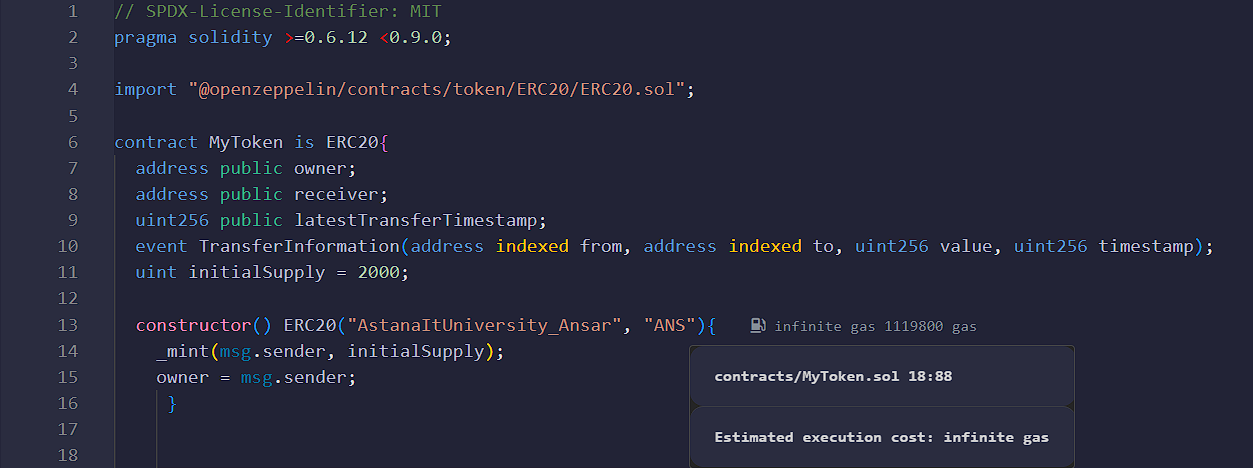 1 // SPDX-License-Identifier: MIT
2 pragma solidity >=0.6.12 <0.9.0;
3
4 import "@openzeppelin/contracts/token/ERC20/ERC20.sol";
5
6 contract MyToken is ERC20{
7 address public owner;
8 address public receiver;
9 uint256 public latestTransferTimestamp;
10 event TransferInformation(address indexed from, address indexed to, uint256 value, uint256 timestamp);
11 uint initialSupply = 2000;
12
13 constructor() ERC20("AstanaItUniversity_Ansar", "ANS"){ infinite gas 1119800 gas
14 _mint(msg.sender, initialSupply);
15 owner = msg.sender;
16 }
17
18
contracts/MyToken.sol 18:88
Estimated execution cost: infinite gas